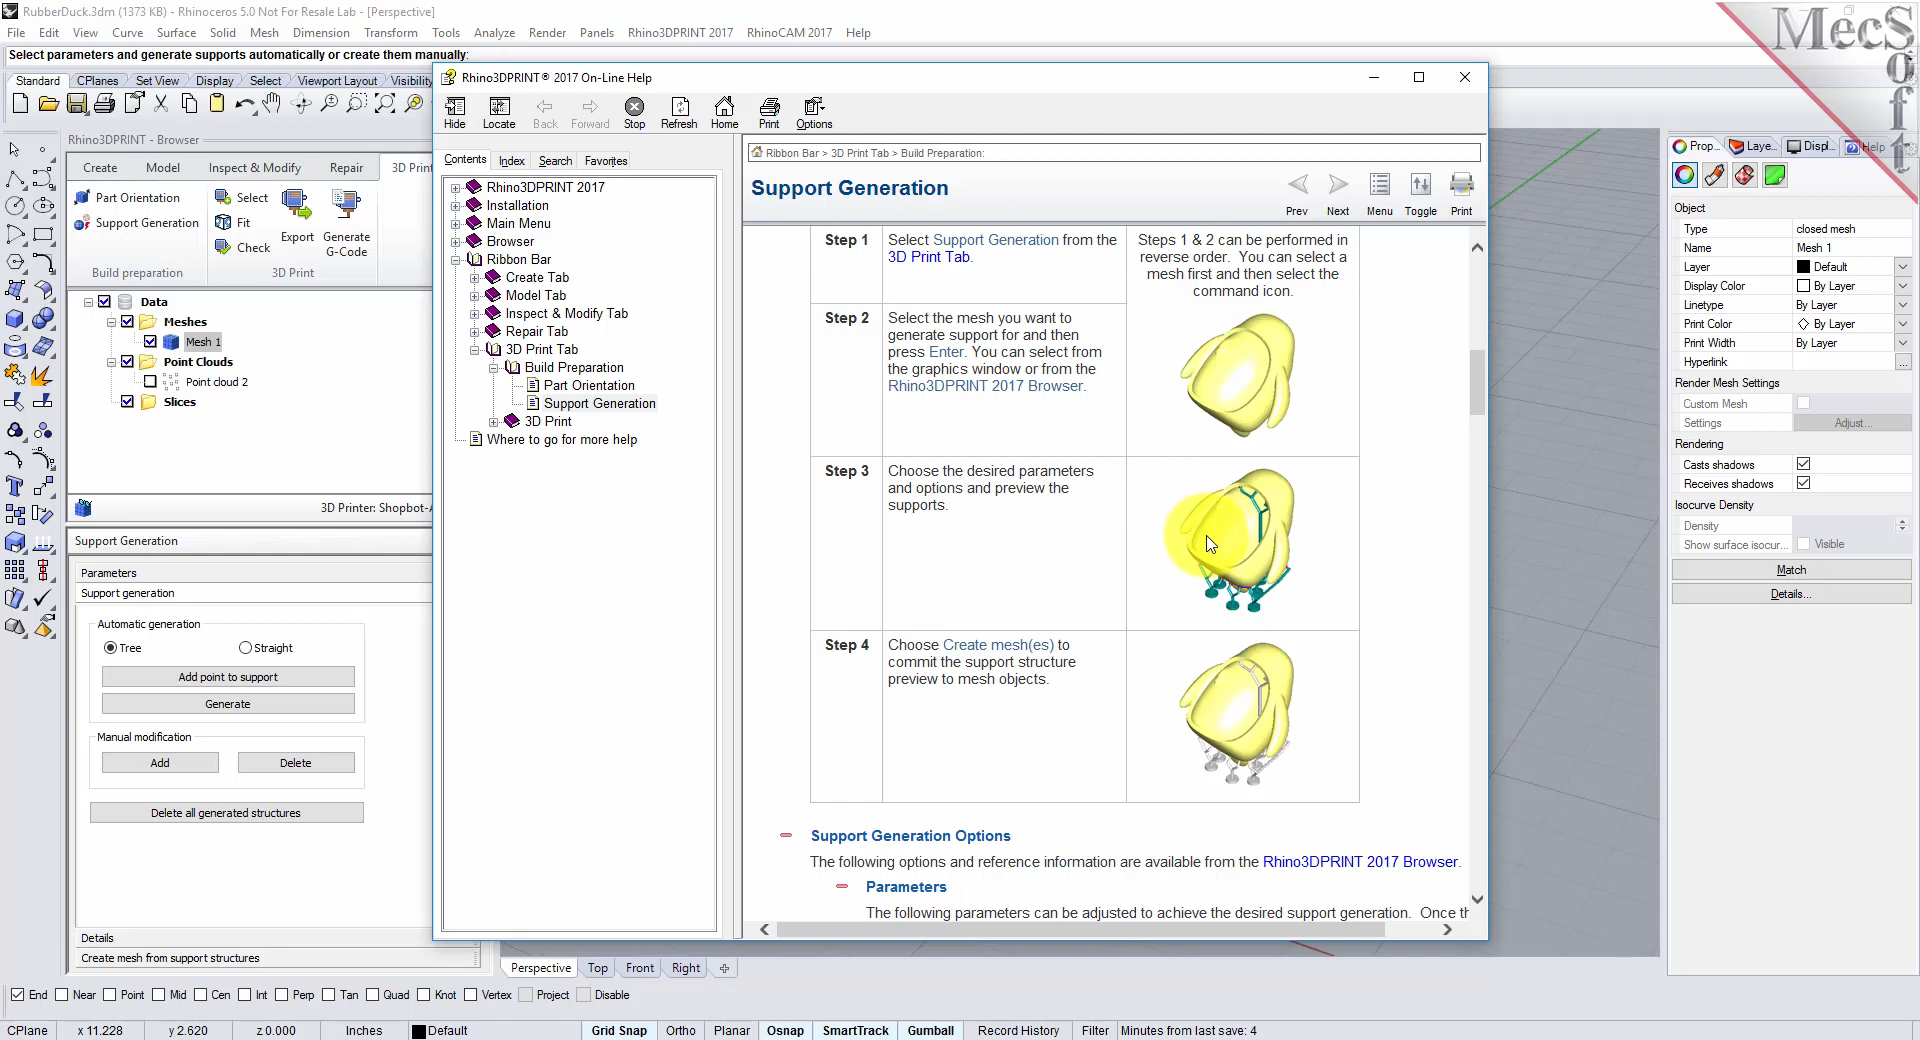 RubberDuck.3dm (1373 KB) - Rhinoceros 5.0 Not For Resale Lab - [Perspective]
File Edit View Curve Surface Solid Mesh Dimension Transform Tools Analyze Render Panels Rhino3DPRINT 2017 RhinoCAM 2017 Help
Select parameters and generate supports automatically or create them manually:
Standard CPlanes Set View Display Select Viewport Layout Visibility
MecSoft
Rhino3DPRINT - Browser
Create Model Inspect & Modify Repair 3D Print
Part Orientation
Support Generation
Build preparation
Select
Fit
Check
Export
Generate
G-Code
3D Print
Data
Meshes
Mesh 1
Point Clouds
Point cloud 2
Slices
3D Printer: Shopbot-
Support Generation
Parameters
Support generation
Automatic generation
Tree Straight
Add point to support
Generate
Manual modification
Add Delete
Delete all generated structures
Details
Create mesh from support structures
Rhino3DPRINT® 2017 On-Line Help
Hide Locate Back Forward Stop Refresh Home Print Options
Contents Index Search Favorites
Rhino3DPRINT 2017
Installation
Main Menu
Browser
Ribbon Bar
Create Tab
Model Tab
Inspect & Modify Tab
Repair Tab
3D Print Tab
Build Preparation
Part Orientation
Support Generation
3D Print
Where to go for more help
Ribbon Bar > 3D Print Tab > Build Preparation:
Support Generation
Prev Next Menu Toggle Print
Step 1
Select Support Generation from the
3D Print Tab.
Steps 1 & 2 can be performed in
reverse order. You can select a
mesh first and then select the
command icon.
Step 2
Select the mesh you want to
generate support for and then
press Enter. You can select from
the graphics window or from the
Rhino3DPRINT 2017 Browser.
Step 3
Choose the desired parameters
and options and preview the
supports.
Step 4
Choose Create mesh(es) to
commit the support structure
preview to mesh objects.
Support Generation Options
The following options and reference information are available from the Rhino3DPRINT 2017 Browser.
Parameters
The following parameters can be adjusted to achieve the desired support generation. Once th
Prop... Laye... Displ... Help
Object
Type closed mesh
Name Mesh 1
Layer Default
Display Color By Layer
Linetype By Layer
Print Color By Layer
Print Width By Layer
Hyperlink ...
Render Mesh Settings
Custom Mesh
Settings Adjust...
Rendering
Casts shadows
Receives shadows
Isocurve Density
Density
Show surface isocur... Visible
Match
Details...
Perspective Top Front Right
End Near Point Mid Cen Int Perp Tan Quad Knot Vertex Project Disable
CPlane x 11.228 y 2.620 z 0.000 Inches Default Grid Snap Ortho Planar Osnap SmartTrack Gumball Record History Filter Minutes from last save: 4